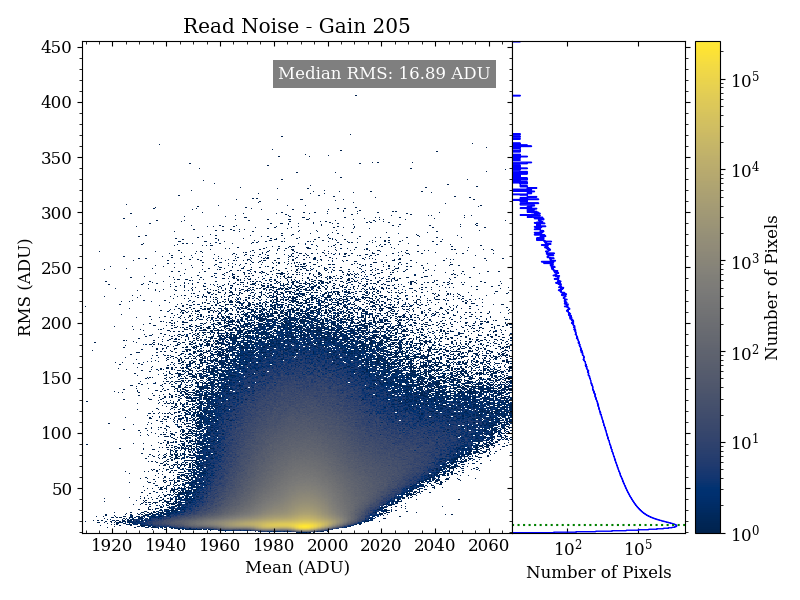 Read Noise - Gain 205
Median RMS: 16.89 ADU
450
400
350
300
250
200
150
100
50
RMS (ADU)
1920 1940 1960 1980 2000 2020 2040 2060
Mean (ADU)
10² 10⁵
Number of Pixels
10⁵
10⁴
10³
10²
10¹
10⁰
Number of Pixels